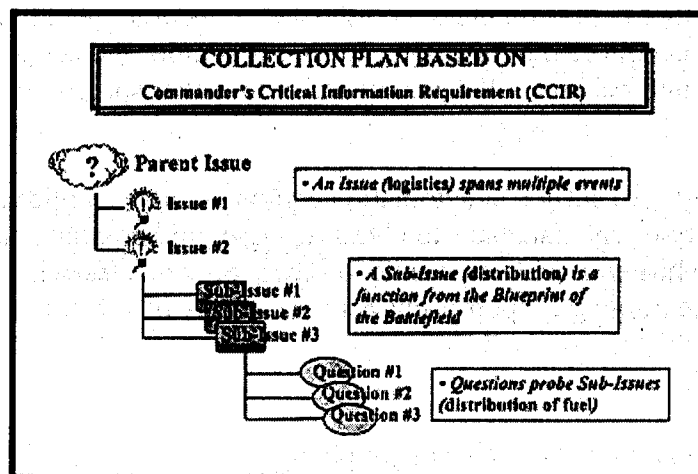 COLLECTION PLAN BASED ON
Commander's Critical Information Requirement (CCIR)
? Parent Issue
! Issue #1
! Issue #2
• An Issue (logistics) spans multiple events
Sub-Issue #1
Sub-Issue #2
Sub-Issue #3
• A Sub-Issue (distribution) is a
function from the Blueprint of
the Battlefield
Question #1
Question #2
Question #3
• Questions probe Sub-Issues
(distribution of fuel)